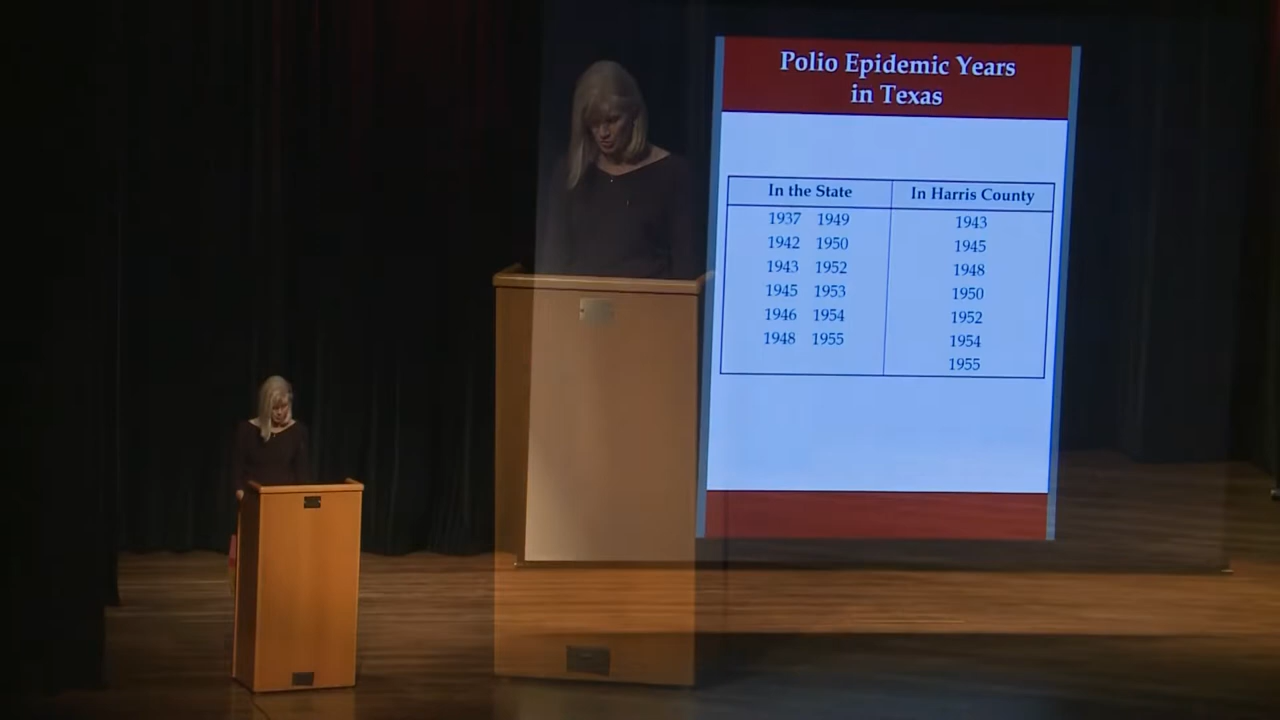 Polio Epidemic Years
in Texas
In the State In Harris County
1937 1949 1943
1942 1950 1945
1943 1952 1948
1945 1953 1950
1946 1954 1952
1948 1955 1954
1955